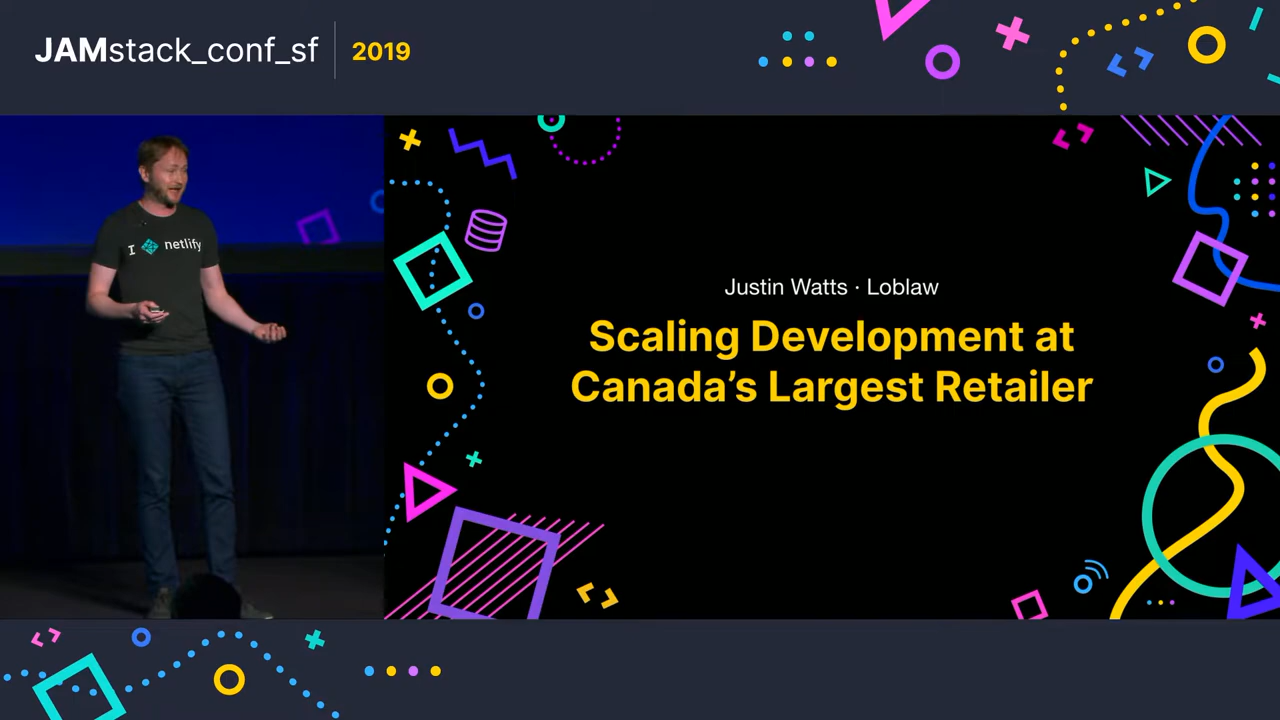 JAMstack_conf_sf
2019
I netlify
Justin Watts · Loblaw
Scaling Development at
Canada’s Largest Retailer